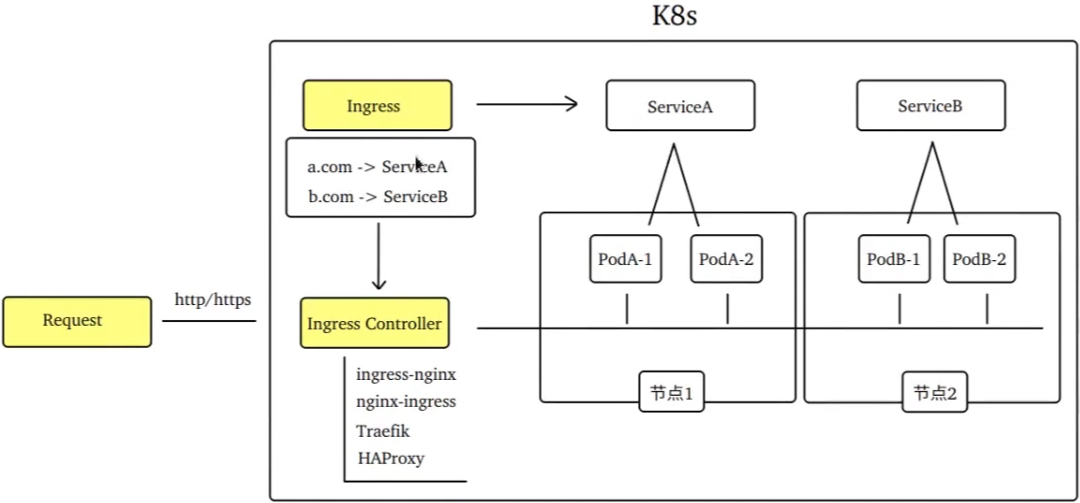 K8s
Ingress
ServiceA
ServiceB
a.com -> ServiceA
b.com -> ServiceB
PodA-1
PodA-2
PodB-1
PodB-2
Request
http/https
Ingress Controller
ingress-nginx
nginx-ingress
Traefik
HAProxy
节点1
节点2